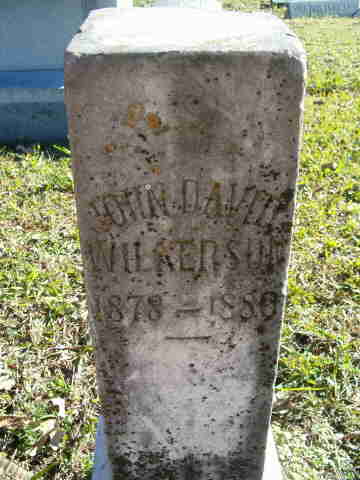 JOHN DAVID
WILKERSON
1878 — 1880